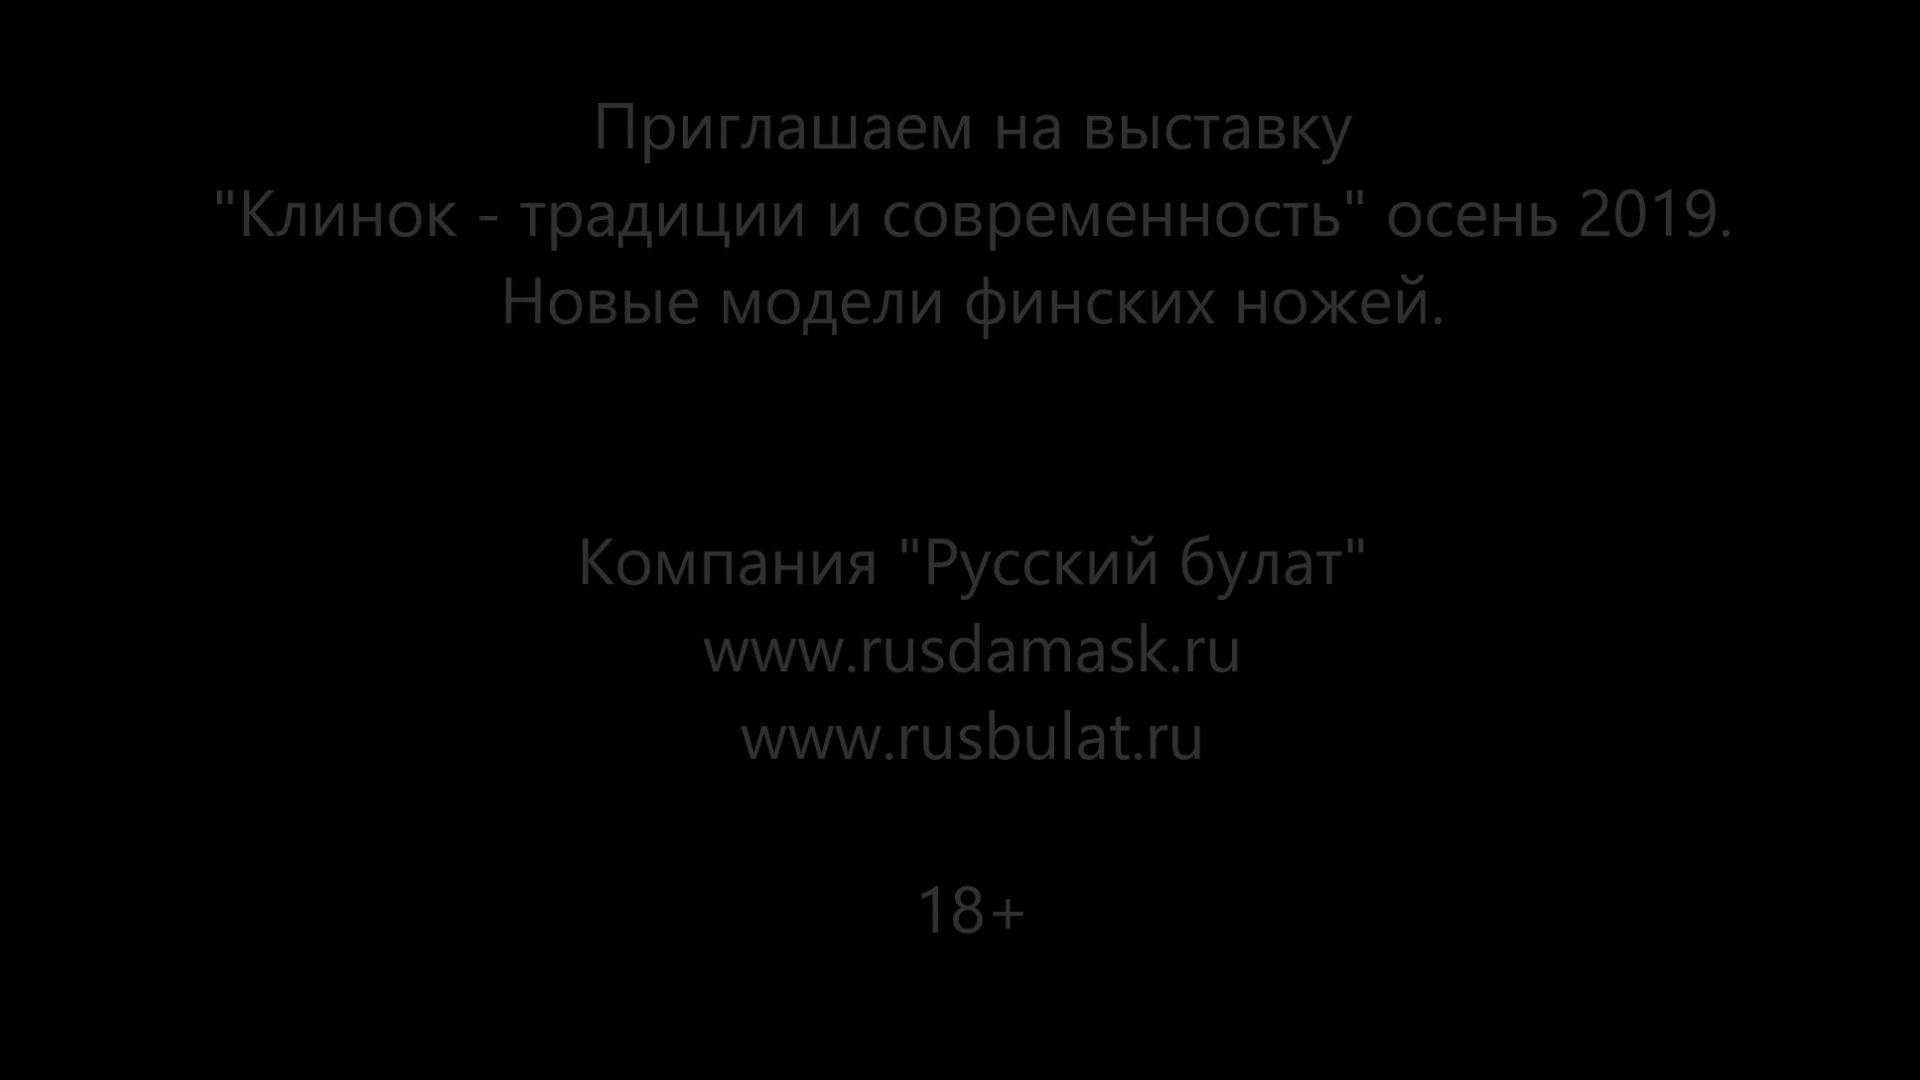 Приглашаем на выставку
"Клинок - традиции и современность" осень 2019.
Новые модели финских ножей.
Компания "Русский булат"
www.rusdamask.ru
www.rusbulat.ru
18+